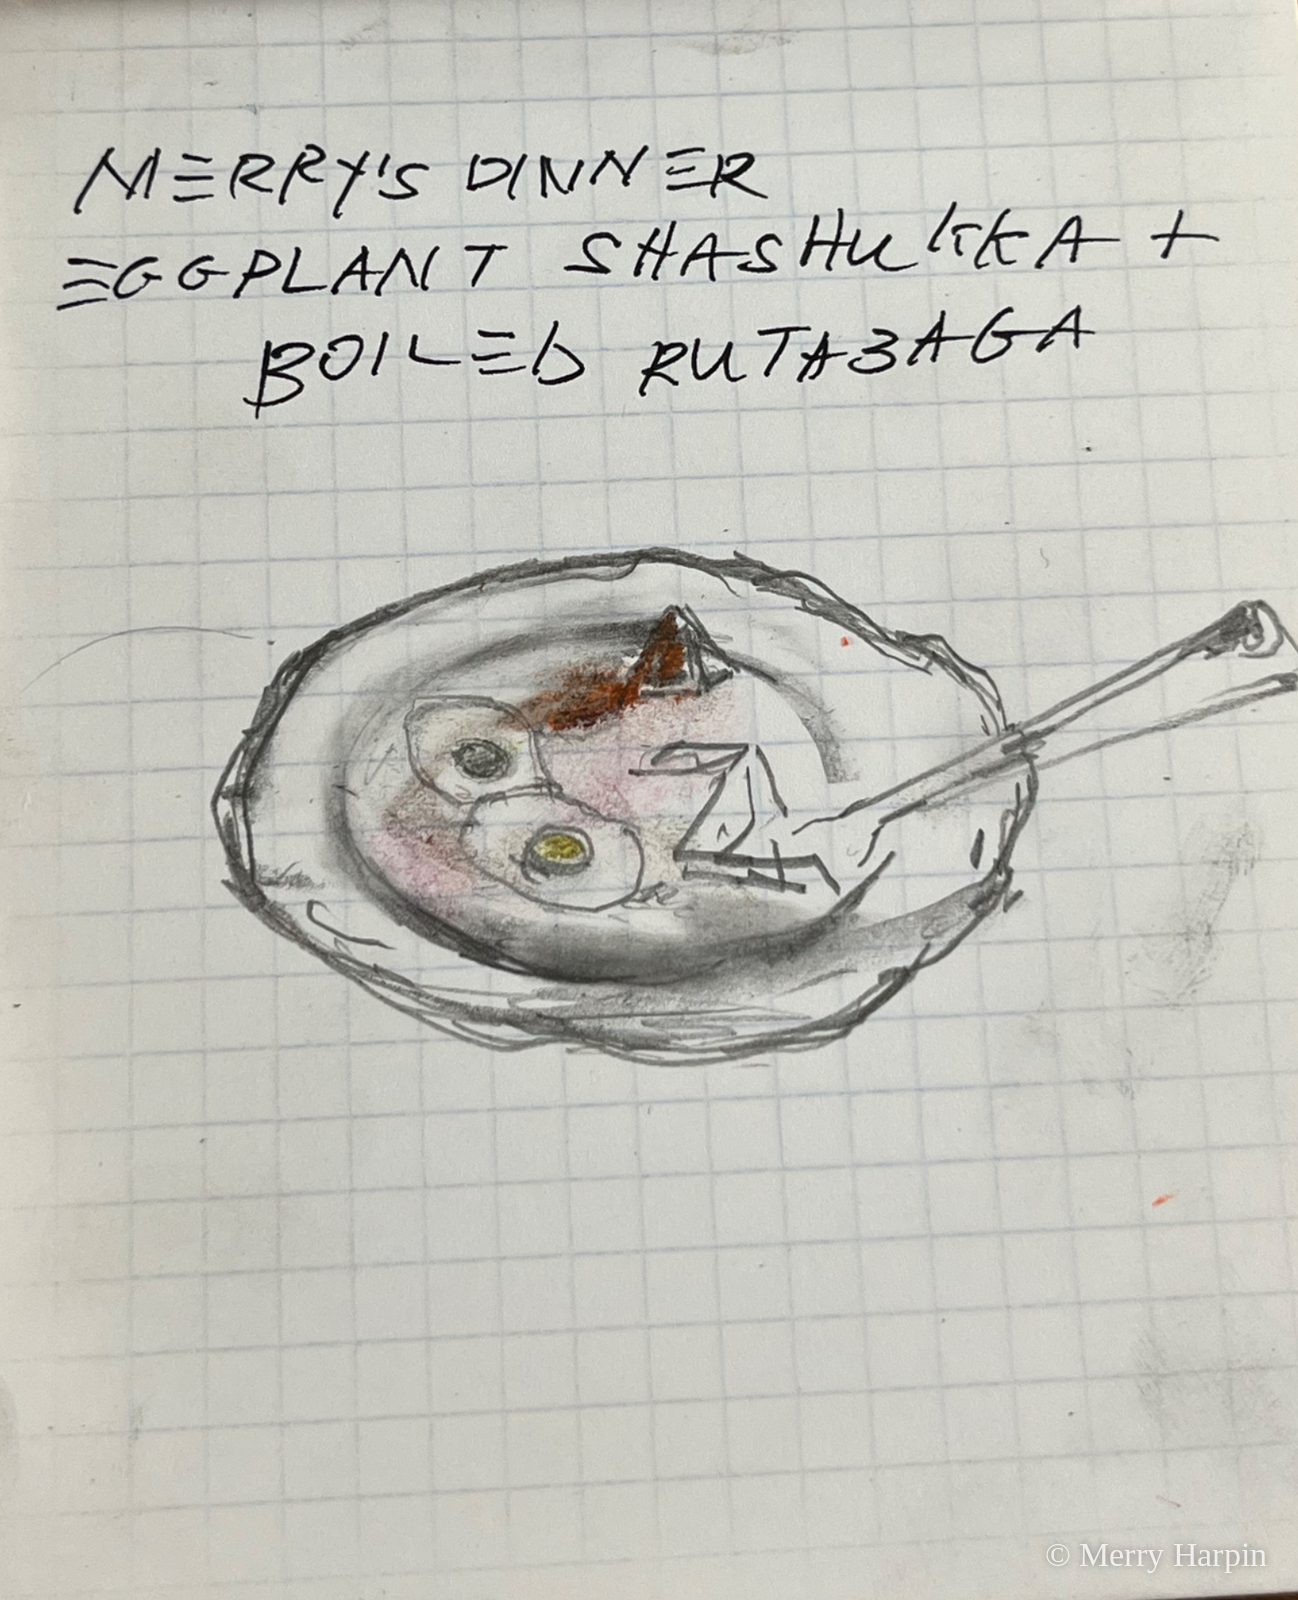 MERRY'S DINNER
EGGPLANT SHASHUKKA +
BOILED RUTABAGA
© Merry Harpin